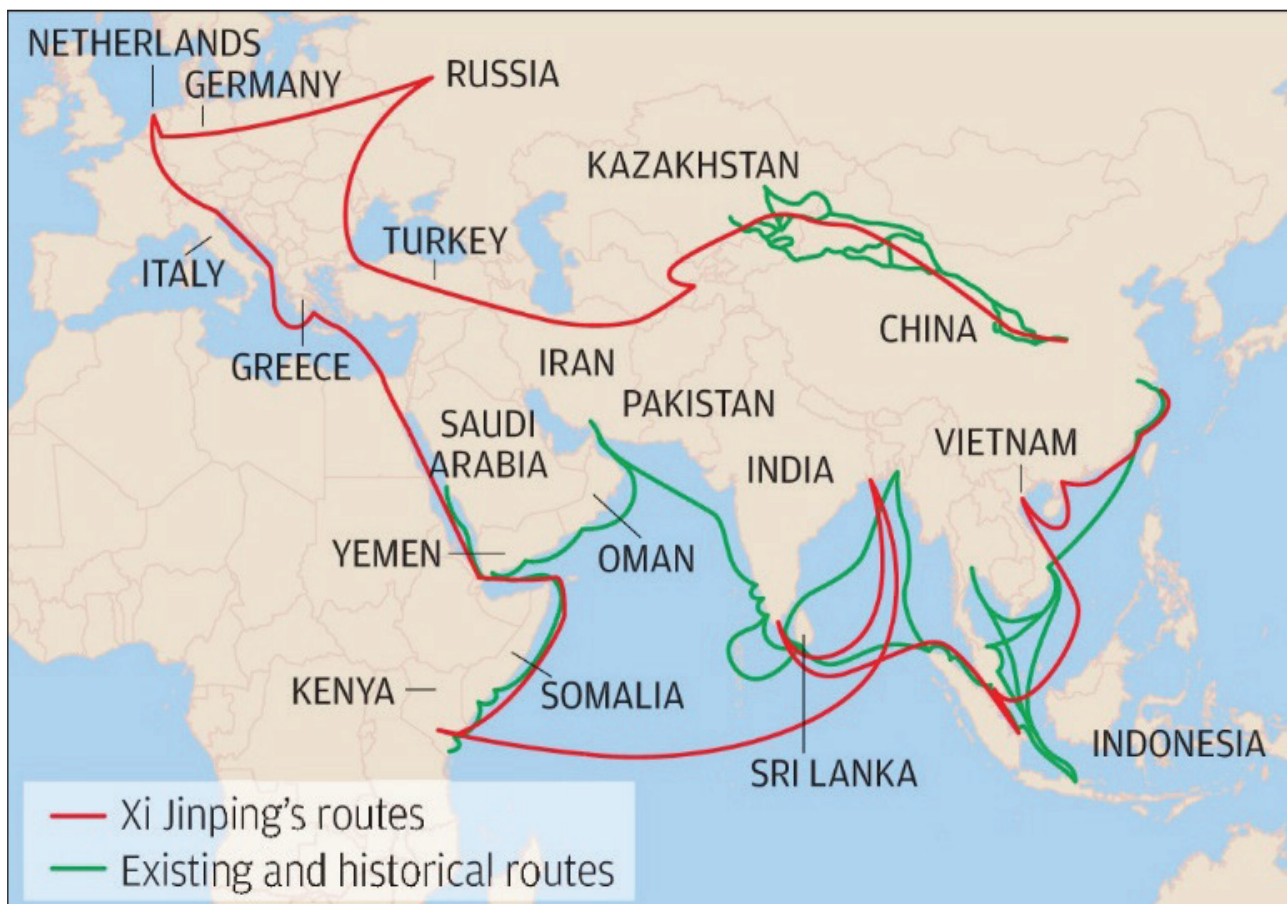 NETHERLANDS
GERMANY
RUSSIA
KAZAKHSTAN
TURKEY
ITALY
CHINA
GREECE
IRAN
PAKISTAN
SAUDI
ARABIA
INDIA
VIETNAM
YEMEN
OMAN
KENYA
SOMALIA
INDONESIA
SRI LANKA
Xi Jinping's routes
Existing and historical routes